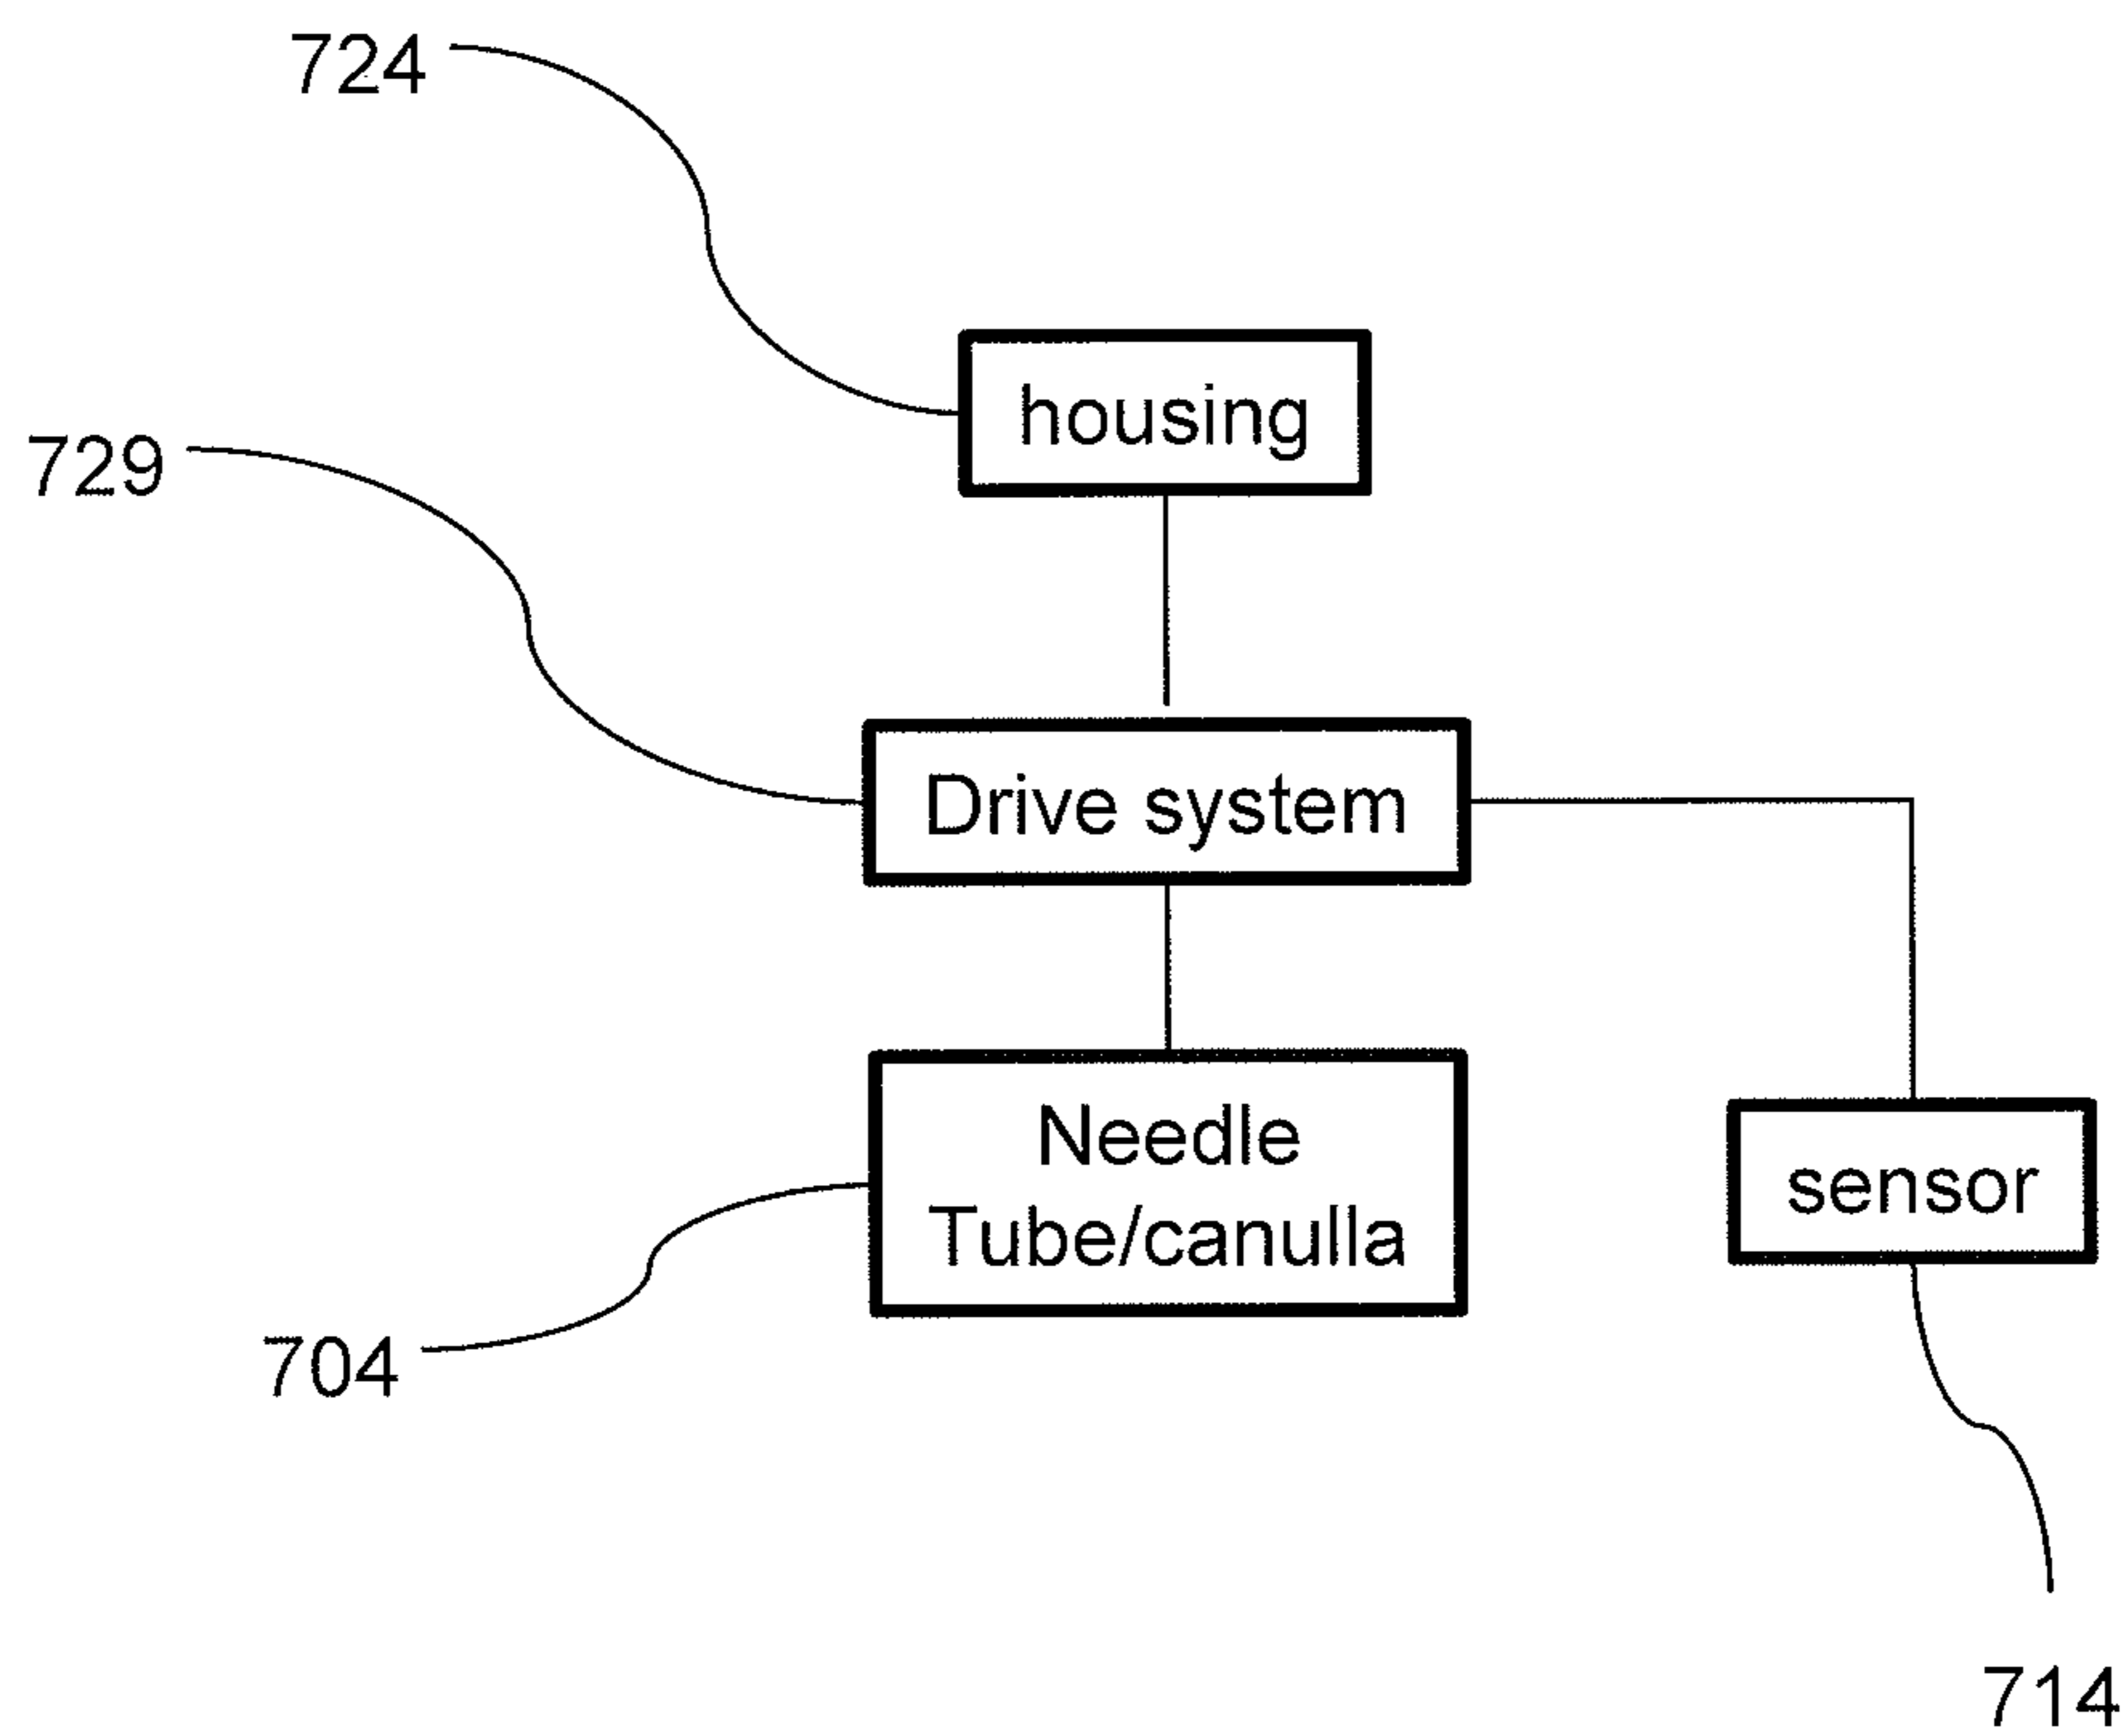 724
housing
729
Drive system
Needle
Tube/canulla
sensor
704
714